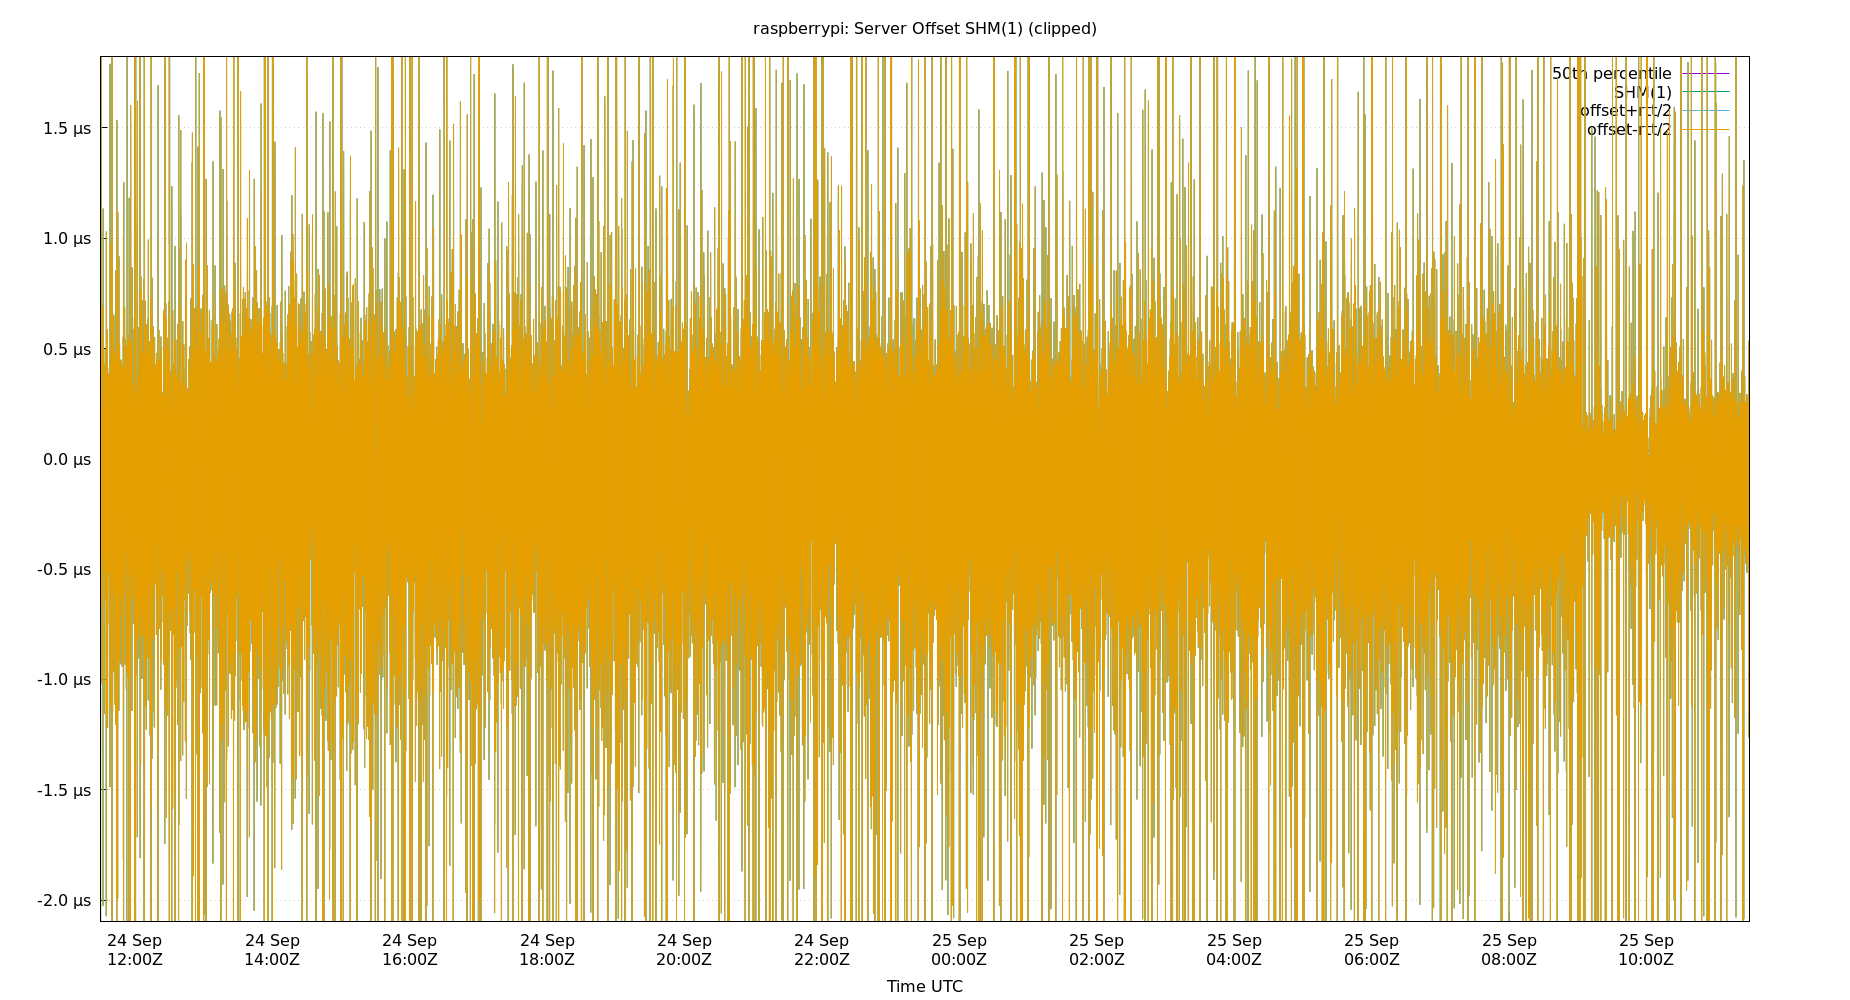 raspberrypi: Server Offset SHM(1) (clipped)
50th percentile
SHM(1)
offset+rtt/2
offset-rtt/2
1.5 µs
1.0 µs
0.5 µs
0.0 µs
-0.5 µs
-1.0 µs
-1.5 µs
-2.0 µs
24 Sep 24 Sep 24 Sep 24 Sep 24 Sep 24 Sep 25 Sep 25 Sep 25 Sep 25 Sep 25 Sep 25 Sep
12:00Z 14:00Z 16:00Z 18:00Z 20:00Z 22:00Z 00:00Z 02:00Z 04:00Z 06:00Z 08:00Z 10:00Z
Time UTC